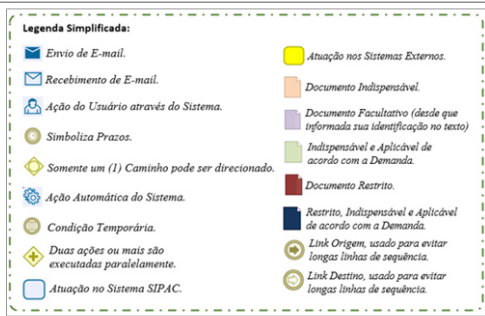 Legenda Simplificada:
Envio de E-mail.
Recebimento de E-mail.
Ação do Usuário através do Sistema.
Simboliza Prazos.
Somente um (1) Caminho pode ser direcionado.
Ação Automática do Sistema.
Condição Temporária.
Duas ações ou mais são
executadas paralelamente.
Atuação no Sistema SIPAC.
Atuação nos Sistemas Externos.
Documento Indispensável.
Documento Facultativo (desde que
informada sua identificação no texto)
Indispensável e Aplicável de
acordo com a Demanda.
Documento Restrito.
Restrito, Indispensável e Aplicável
de acordo com a Demanda.
Link Origem, usado para evitar
longas linhas de sequência.
Link Destino, usado para evitar
longas linhas de sequência.